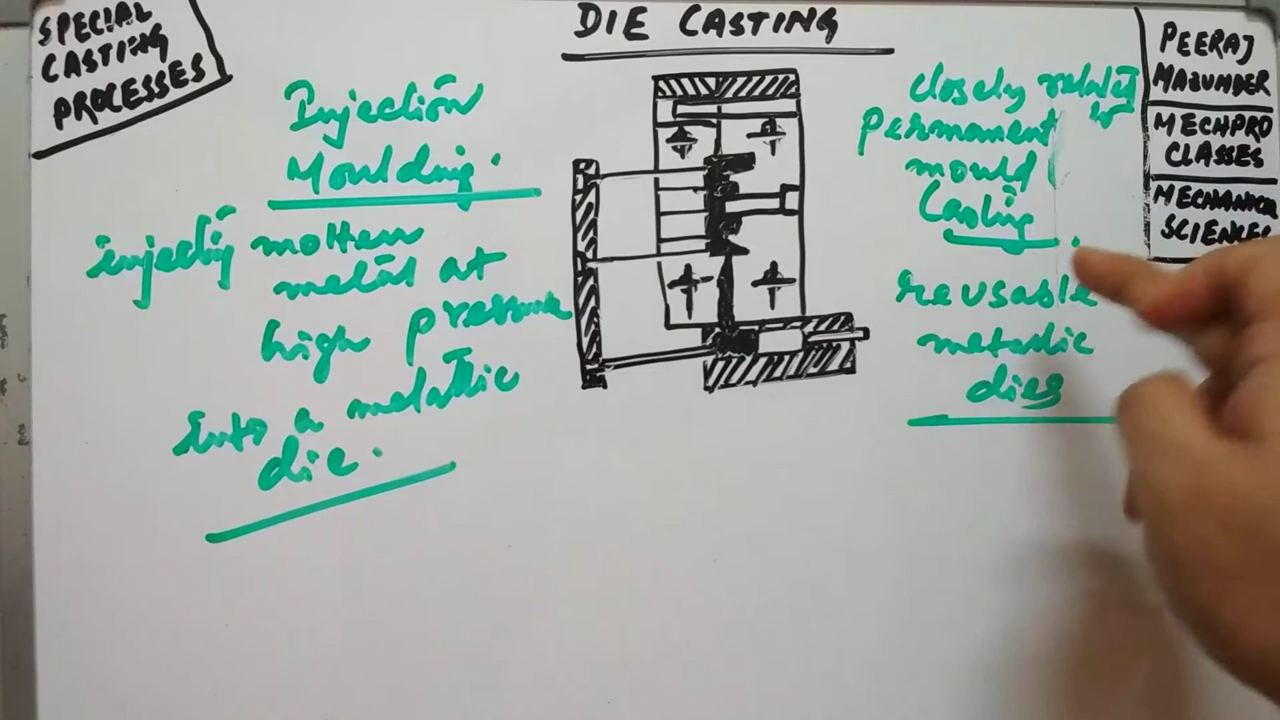 SPECIAL
CASTING
PROCESSES
DIE CASTING
PEERAJ
MAZUMDER
MECHPRO
CLASSES
MECHANICAL
SCIENCES
Injection
Moulding.
injecting molten
metal at
high pressure
into a metallic
die.
closely related
to
permanent
mould
Casting.
reusable
metallic
dies